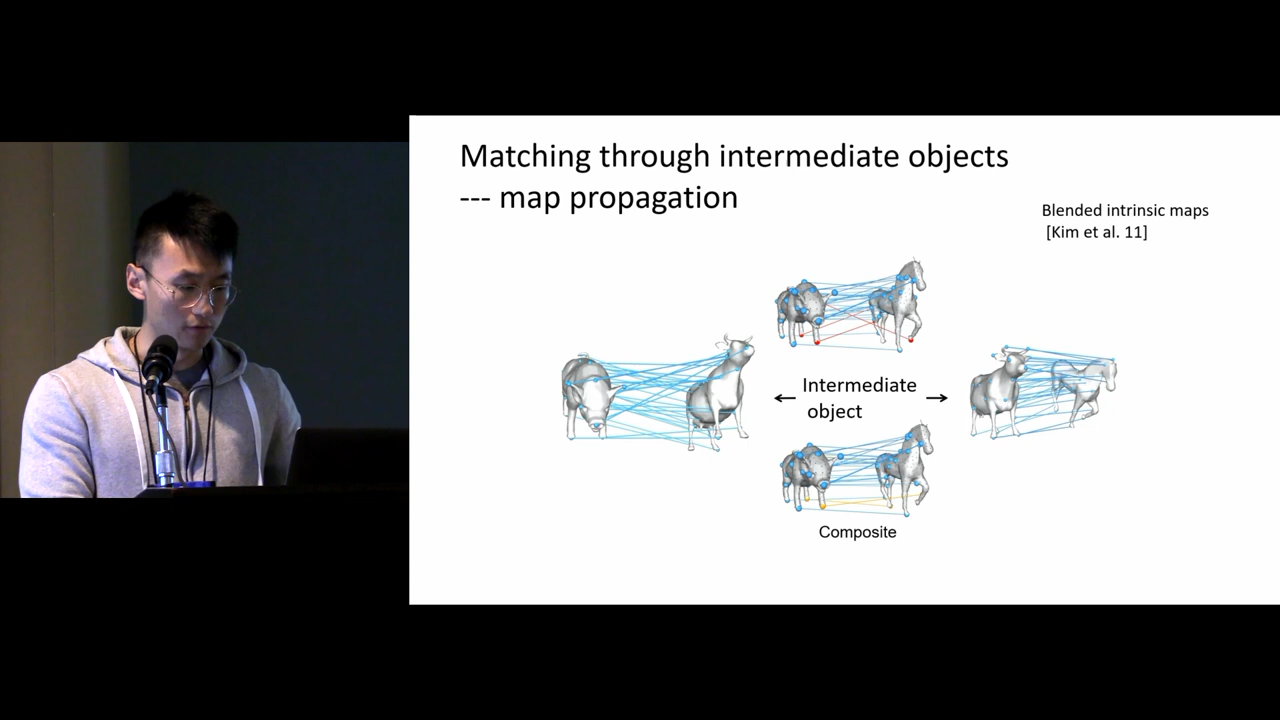 Matching through intermediate objects
--- map propagation
Blended intrinsic maps
[Kim et al. 11]
Intermediate
object
Composite